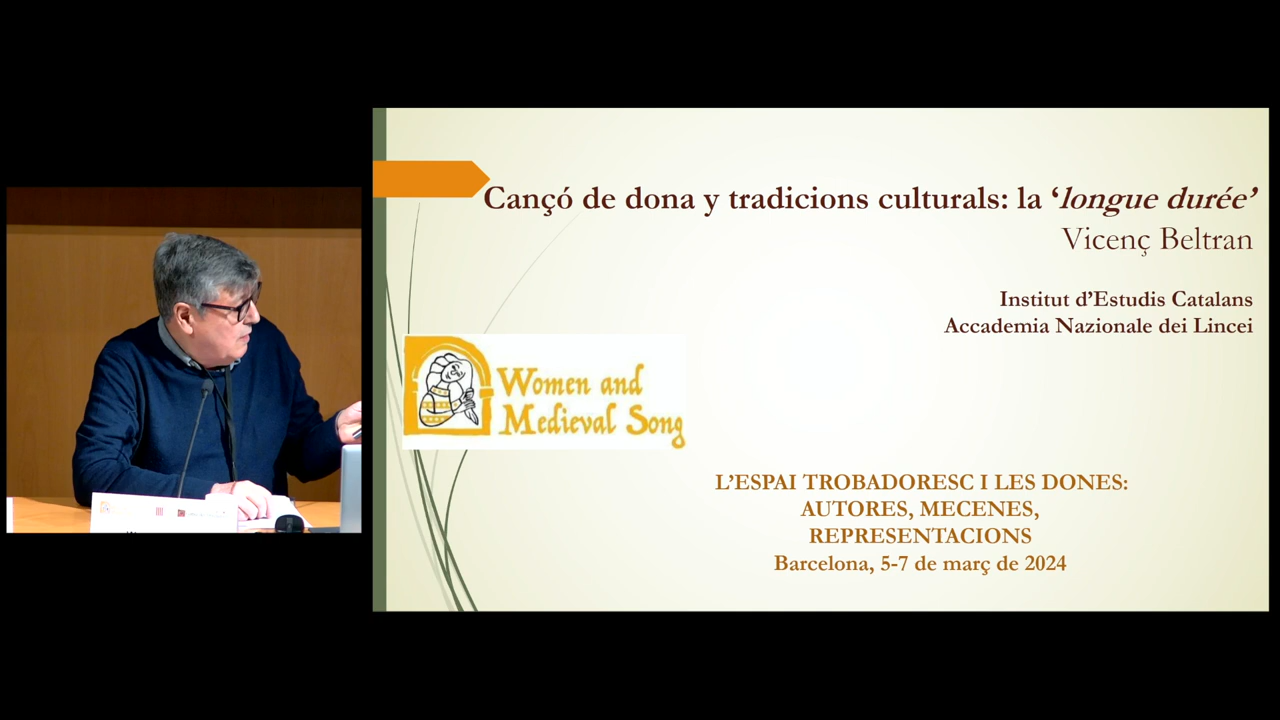 Cançó de dona y tradicions culturals: la ‘longue durée’
Vicenç Beltran
Institut d’Estudis Catalans
Accademia Nazionale dei Lincei
Women and
Medieval Song
L’ESPAI TROBADORESC I LES DONES:
AUTORES, MECENES,
REPRESENTACIONS
Barcelona, 5-7 de març de 2024